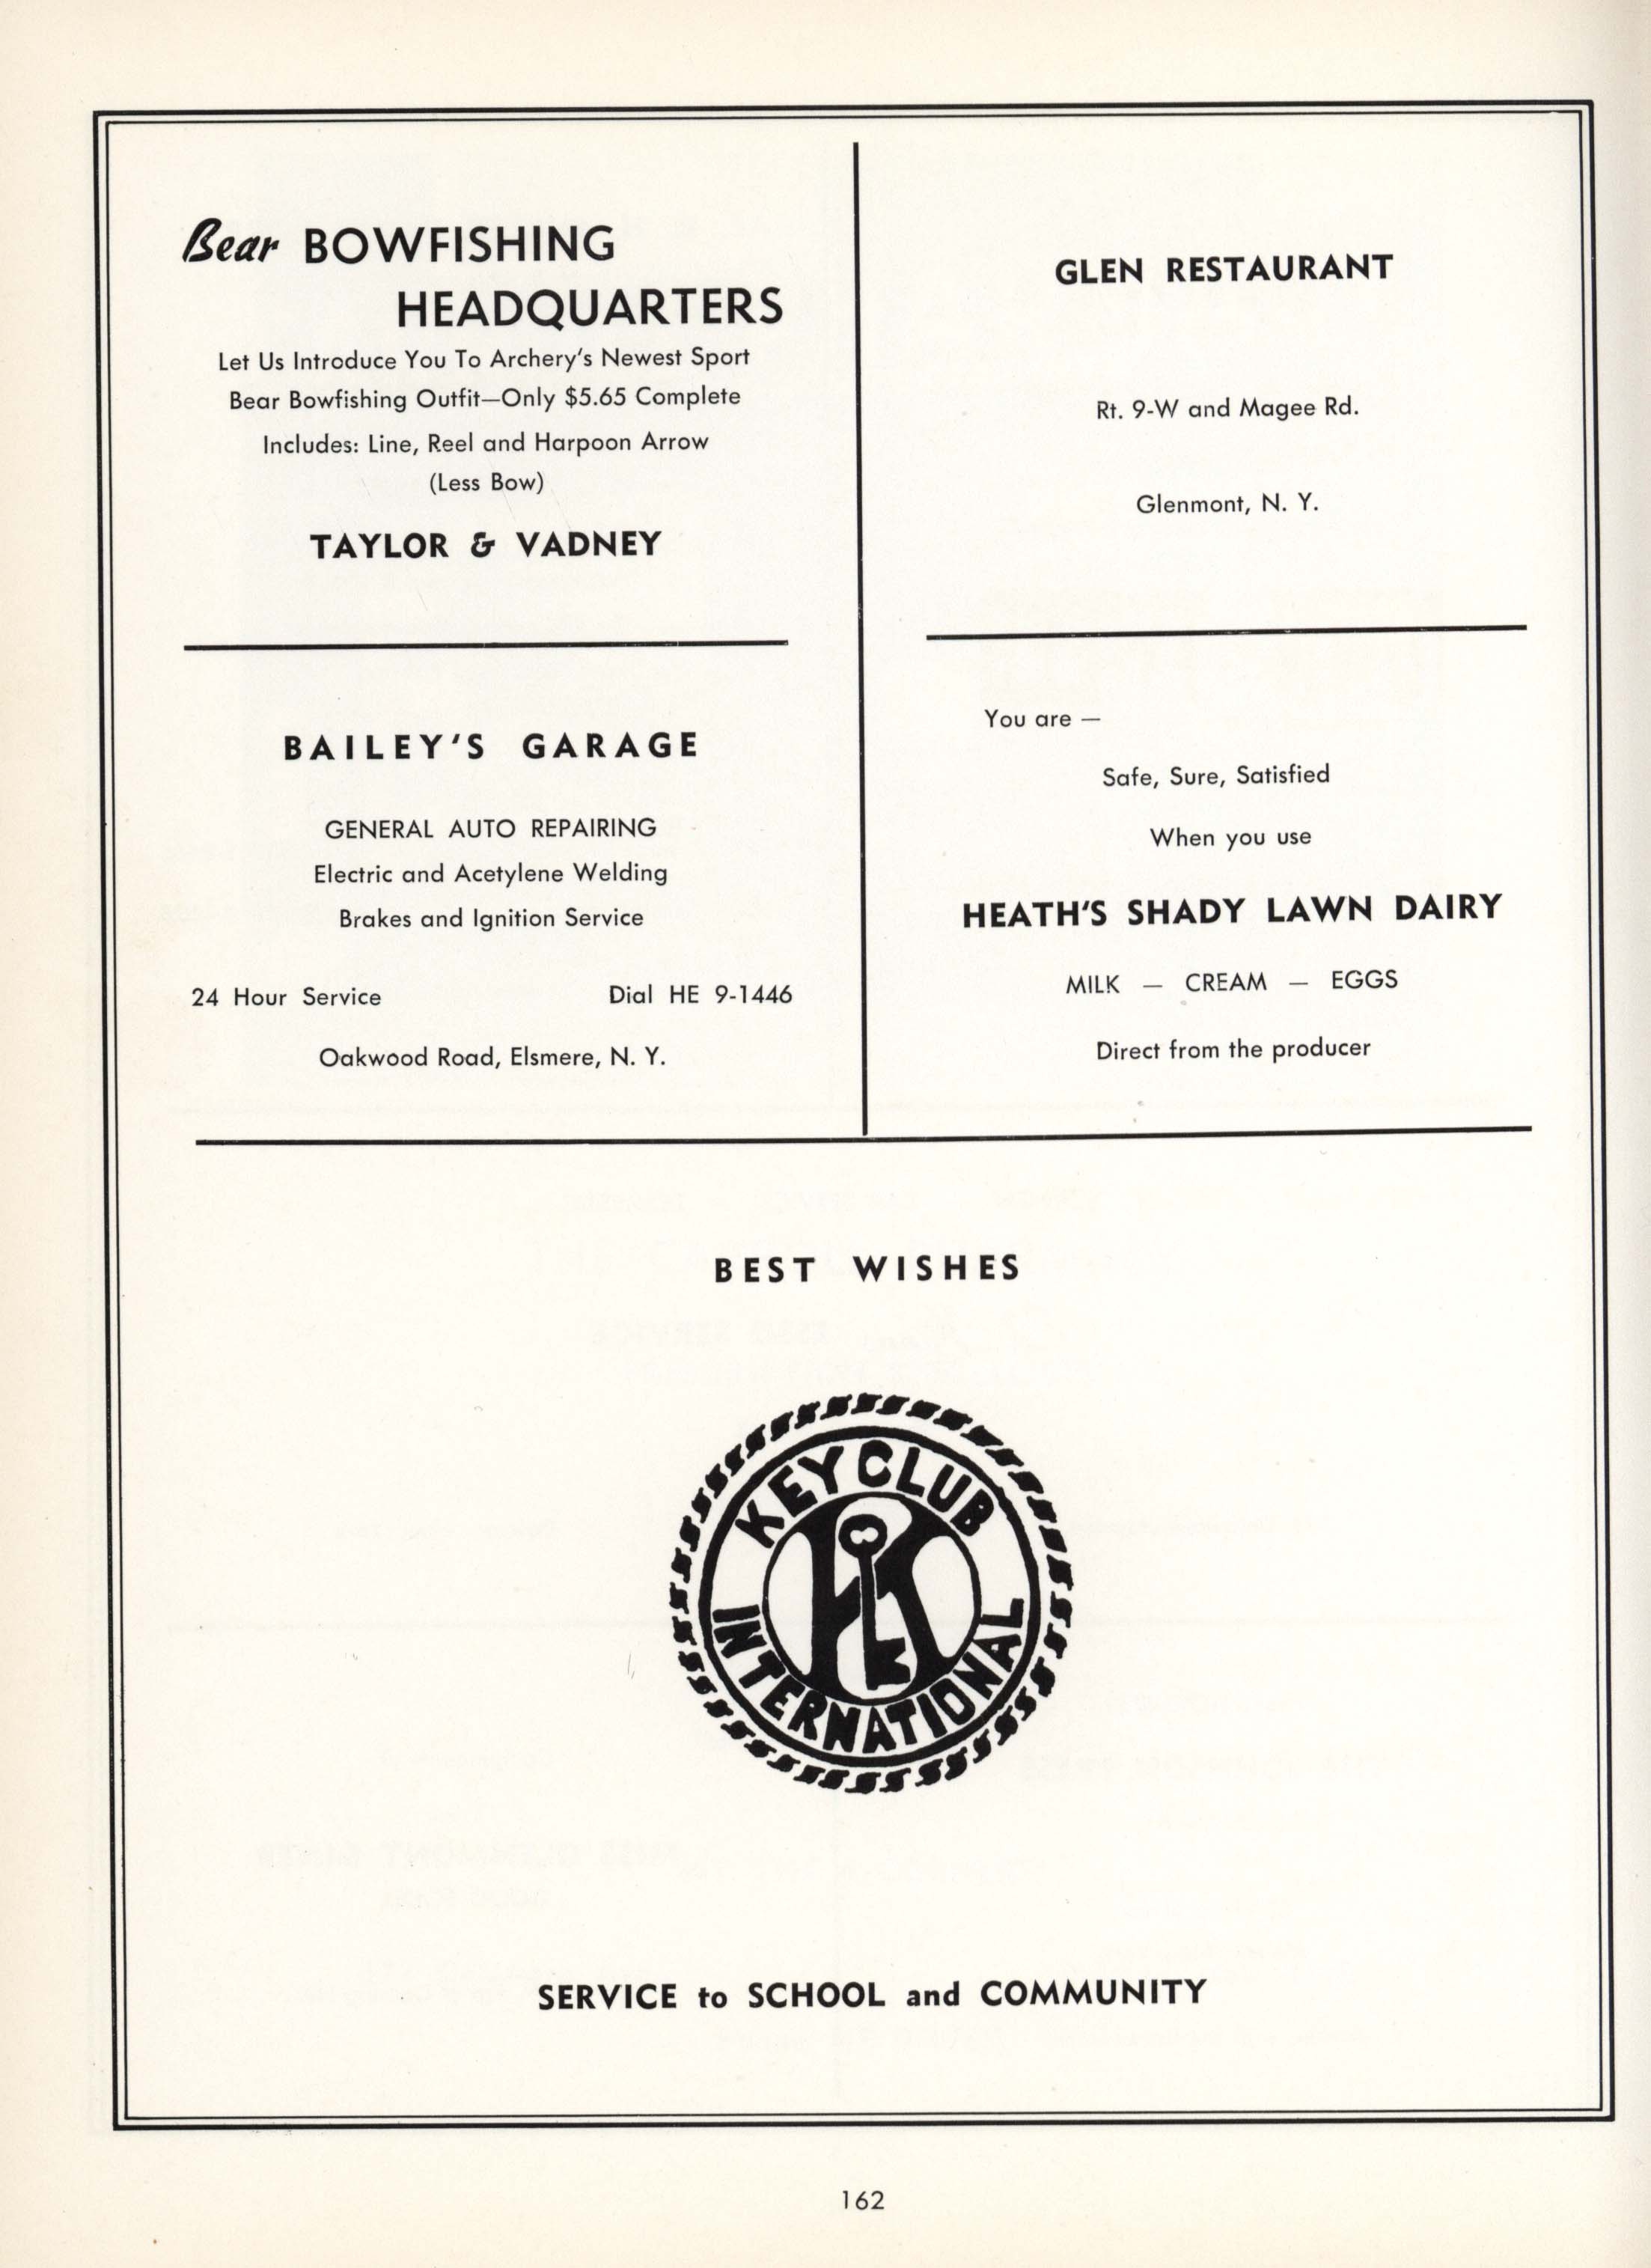 Bear BOWFISHING
HEADQUARTERS
Let Us Introduce You To Archery's Newest Sport
Bear Bowfishing Outfit—Only $5.65 Complete
Includes: Line, Reel and Harpoon Arrow
(Less Bow)
TAYLOR & VADNEY
GLEN RESTAURANT
Rt. 9-W and Magee Rd.
Glenmont, N. Y.
BAILEY'S GARAGE
GENERAL AUTO REPAIRING
Electric and Acetylene Welding
Brakes and Ignition Service
24 Hour Service Dial HE 9-1446
Oakwood Road, Elsmere, N. Y.
You are —
Safe, Sure, Satisfied
When you use
HEATH'S SHADY LAWN DAIRY
MILK — CREAM — EGGS
Direct from the producer
BEST WISHES
KEY CLUB
K
INTERNATIONAL
SERVICE to SCHOOL and COMMUNITY
162